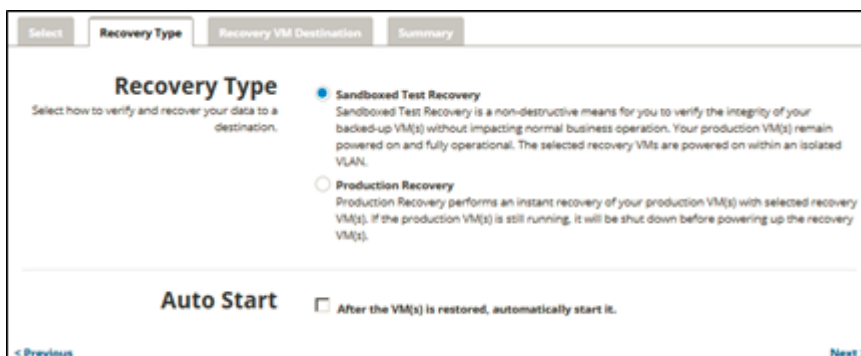 Select
Recovery Type
Recovery VM Destination
Summary
Recovery Type
Select how to verify and recover your data to a
destination.
Sandboxed Test Recovery
Sandboxed Test Recovery is a non-destructive means for you to verify the integrity of your
backed-up VM(s) without impacting normal business operation. Your production VM(s) remain
powered on and fully operational. The selected recovery VMs are powered on within an isolated
VLAN.
Production Recovery
Production Recovery performs an instant recovery of your production VM(s) with selected recovery
VM(s). If the production VM(s) is still running, it will be shut down before powering up the recovery
VM(s).
Auto Start
After the VM(s) is restored, automatically start it.
< Previous
Next